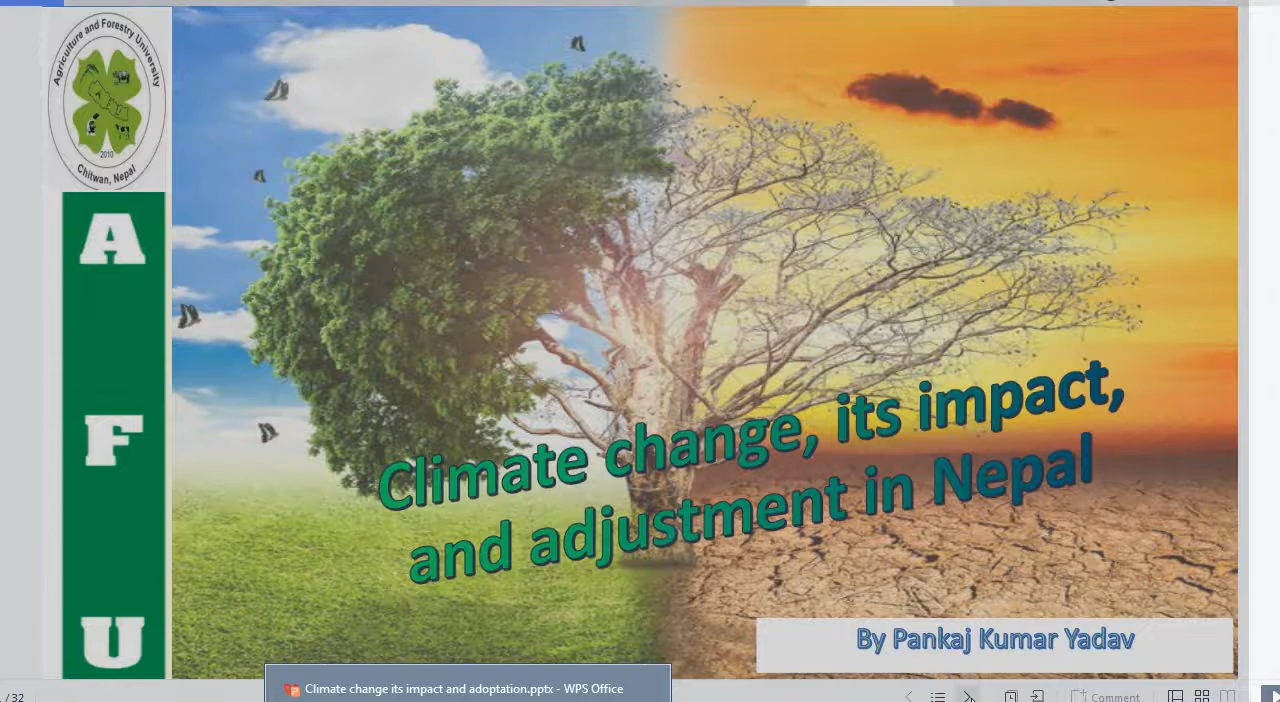 Agriculture and Forestry University
2010
Chitwan, Nepal
A
F
U
Climate change, its impact,
and adjustment in Nepal
By Pankaj Kumar Yadav
Climate change its impact and adoptation.pptx - WPS Office
/32
Comment